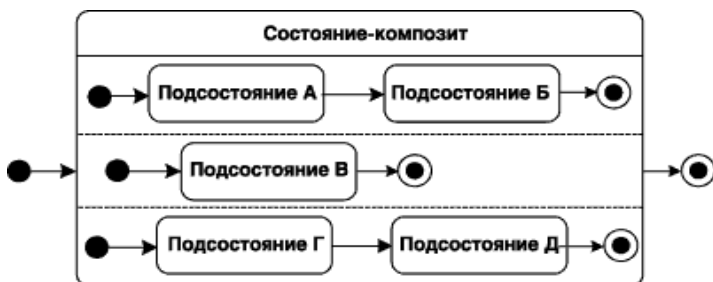 Состояние-композит
Подсостояние А
Подсостояние Б
Подсостояние В
Подсостояние Г
Подсостояние Д